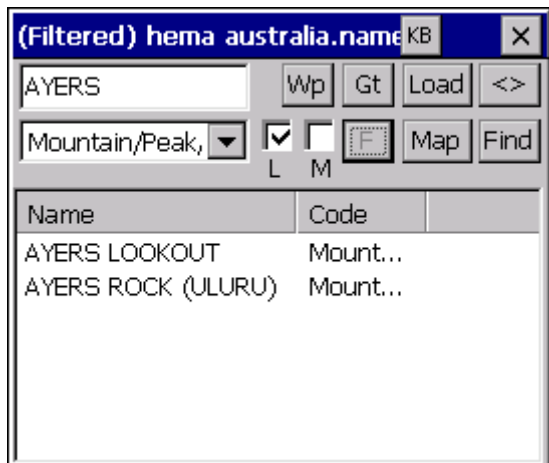 (Filtered) hema australia.name KB
AYERS Wp Gt Load <>
Mountain/Peak, F Map Find
L M
Name Code
AYERS LOOKOUT Mount...
AYERS ROCK (ULURU) Mount...